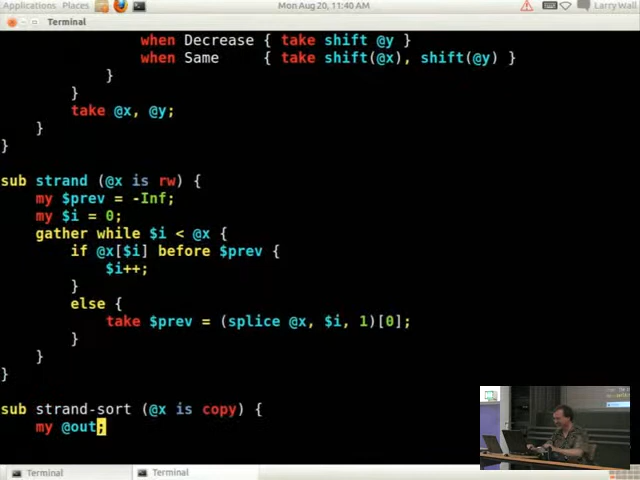 Applications Places Mon Aug 20, 11:40 AM Larry Wall
Terminal
when Decrease { take shift @y }
when Same { take shift(@x), shift(@y) }
}
}
take @x, @y;
}
}
sub strand (@x is rw) {
my $prev = -Inf;
my $i = 0;
gather while $i < @x {
if @x[$i] before $prev {
$i++;
}
else {
take $prev = (splice @x, $i, 1)[0];
}
}
}
sub strand-sort (@x is copy) {
my @out;
Terminal Terminal